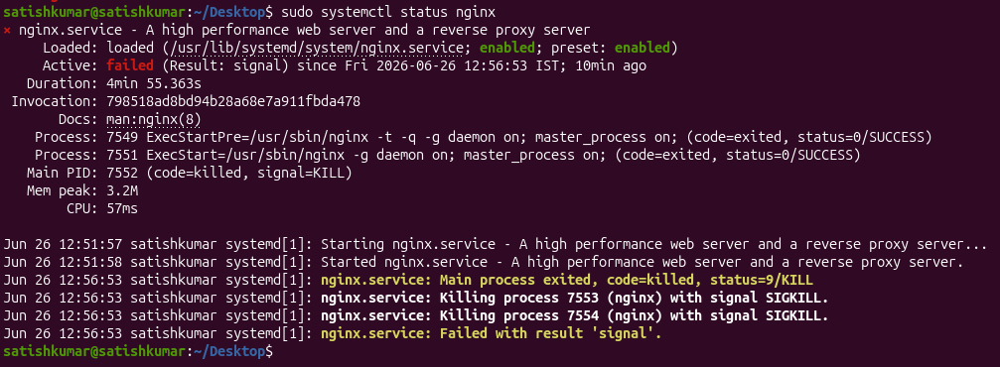 satishkumar@satishkumar:~/Desktop$ sudo systemctl status nginx
× nginx.service - A high performance web server and a reverse proxy server
     Loaded: loaded (/usr/lib/systemd/system/nginx.service; enabled; preset: enabled)
     Active: failed (Result: signal) since Fri 2026-06-26 12:56:53 IST; 10min ago
   Duration: 4min 55.363s
 Invocation: 798518ad8bd94b28a68e7a911fbda478
       Docs: man:nginx(8)
    Process: 7549 ExecStartPre=/usr/sbin/nginx -t -q -g daemon on; master_process on; (code=exited, status=0/SUCCESS)
    Process: 7551 ExecStart=/usr/sbin/nginx -g daemon on; master_process on; (code=exited, status=0/SUCCESS)
   Main PID: 7552 (code=killed, signal=KILL)
   Mem peak: 3.2M
        CPU: 57ms

Jun 26 12:51:57 satishkumar systemd[1]: Starting nginx.service - A high performance web server and a reverse proxy server...
Jun 26 12:51:58 satishkumar systemd[1]: Started nginx.service - A high performance web server and a reverse proxy server.
Jun 26 12:56:53 satishkumar systemd[1]: nginx.service: Main process exited, code=killed, status=9/KILL
Jun 26 12:56:53 satishkumar systemd[1]: nginx.service: Killing process 7553 (nginx) with signal SIGKILL.
Jun 26 12:56:53 satishkumar systemd[1]: nginx.service: Killing process 7554 (nginx) with signal SIGKILL.
Jun 26 12:56:53 satishkumar systemd[1]: nginx.service: Failed with result 'signal'.
satishkumar@satishkumar:~/Desktop$